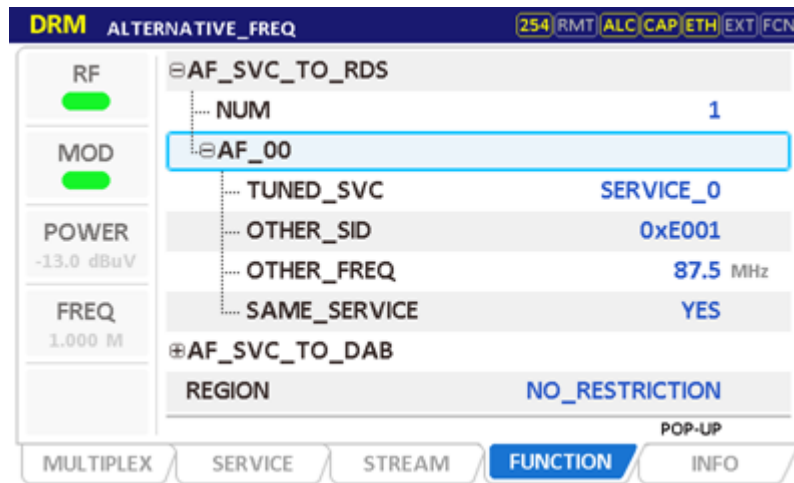 DRM ALTERNATIVE_FREQ 254 RMT ALC CAP ETH EXT FCN
RF
MOD
POWER
-13.0 dBuV
FREQ
1.000 M
AF_SVC_TO_RDS
NUM 1
AF_00
TUNED_SVC SERVICE_0
OTHER_SID 0xE001
OTHER_FREQ 87.5 MHz
SAME_SERVICE YES
AF_SVC_TO_DAB
REGION NO_RESTRICTION
POP-UP
MULTIPLEX SERVICE STREAM FUNCTION INFO